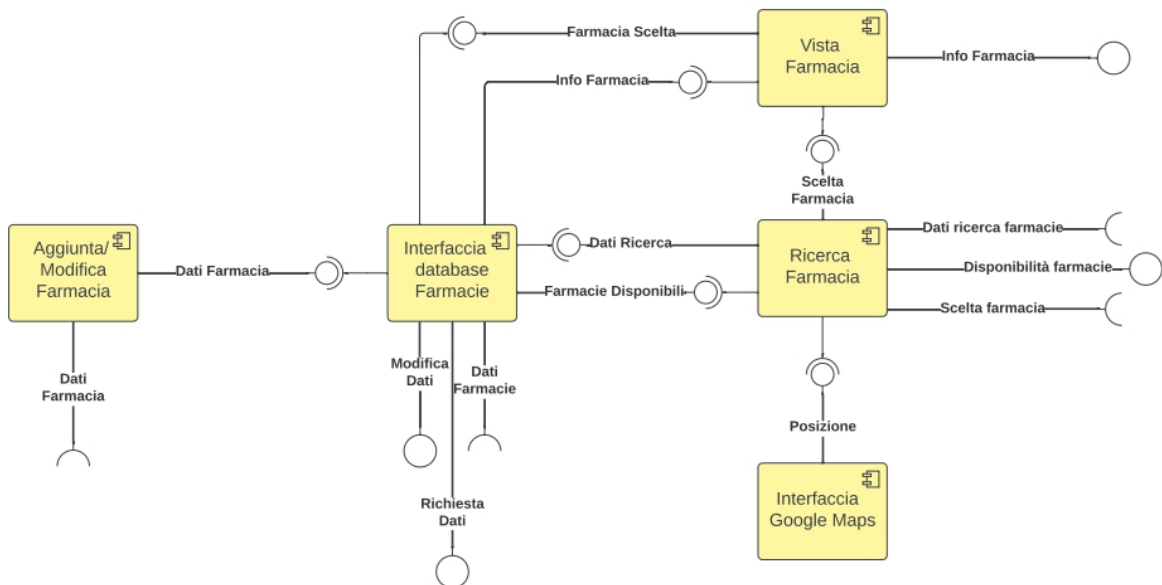 Farmacia Scelta
Vista
Farmacia
Info Farmacia
Info Farmacia
Scelta
Farmacia
Aggiunta/
Modifica
Farmacia
Dati Farmacia
Interfaccia
database
Farmacie
Dati Ricerca
Farmacie Disponibili
Ricerca
Farmacia
Dati ricerca farmacie
Disponibilità farmacie
Scelta farmacia
Dati
Farmacia
Modifica
Dati
Dati
Farmacie
Richiesta
Dati
Posizione
Interfaccia
Google Maps